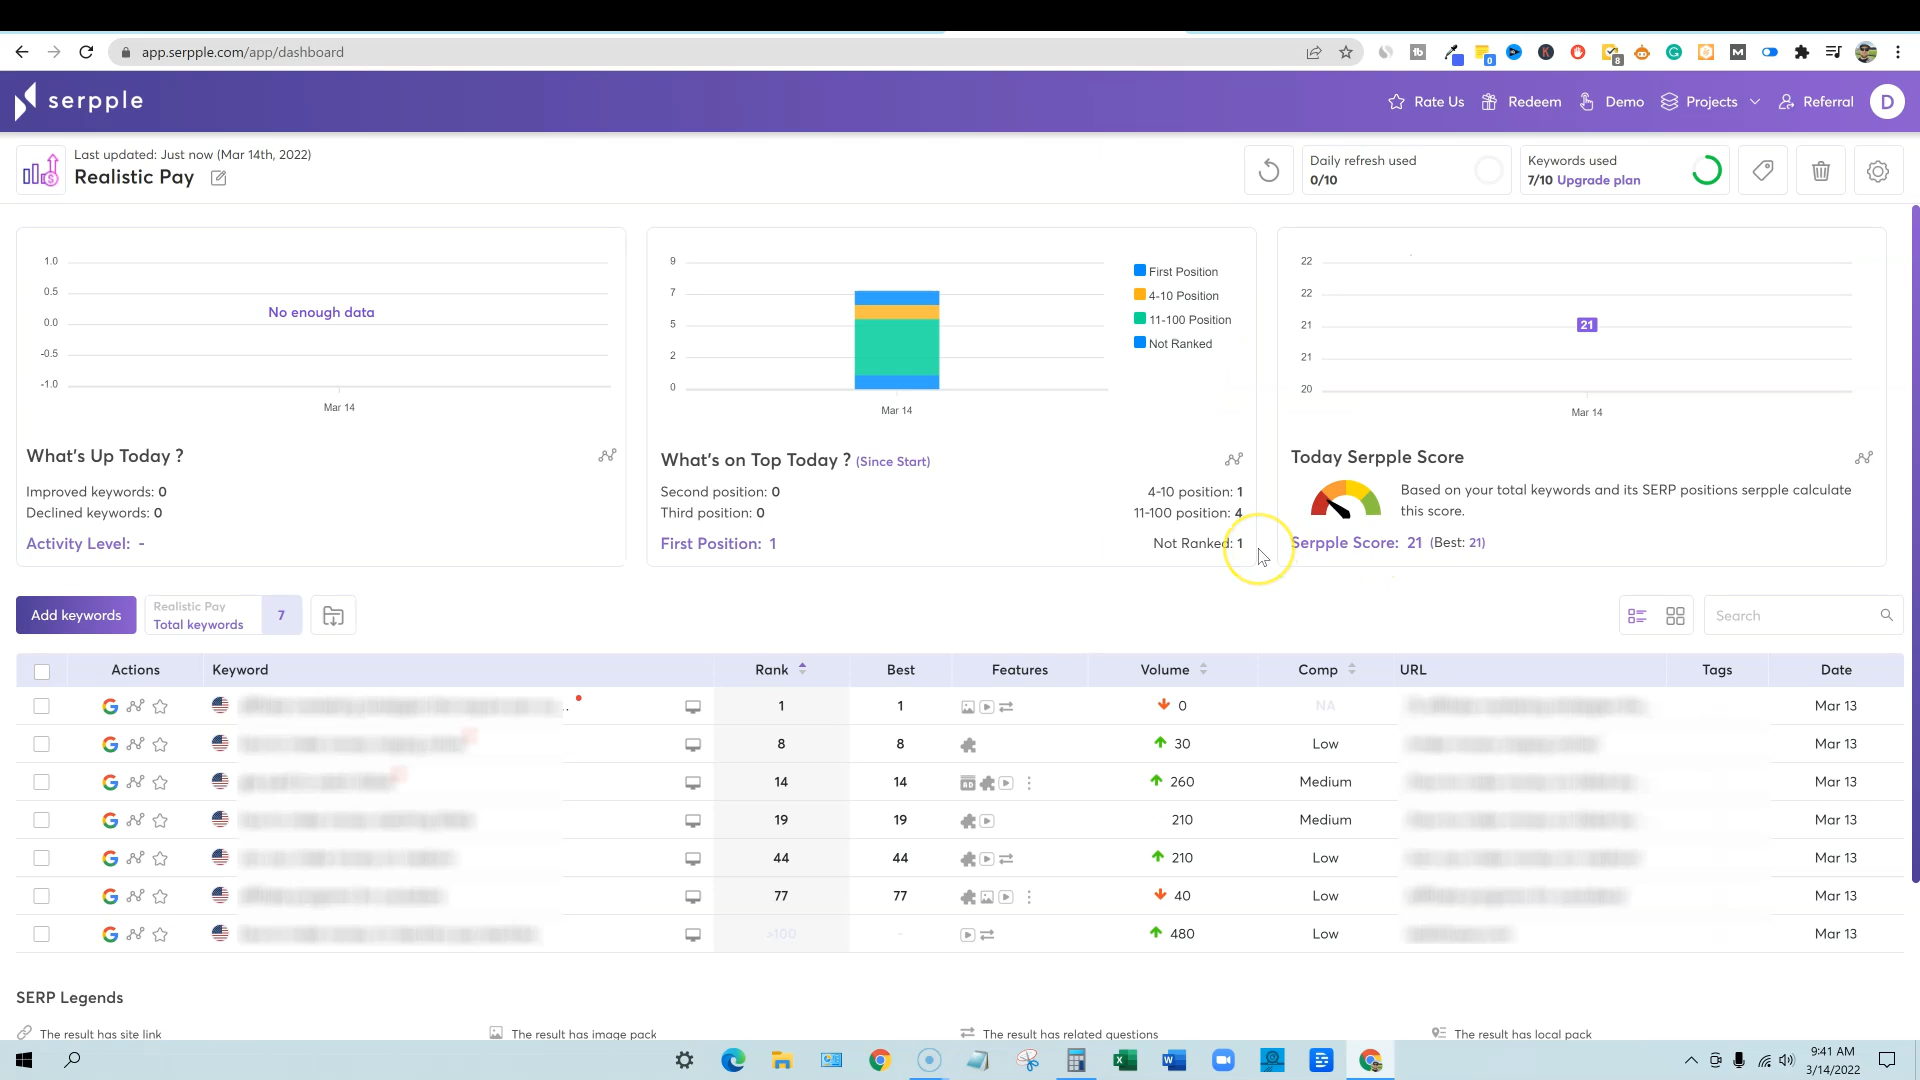 app.serpple.com/app/dashboard
0
8
serpple
Rate Us
Redeem
Demo
Projects
Referral
D
Last updated: Just now (Mar 14th, 2022)
Realistic Pay
Daily refresh used
0/10
Keywords used
7/10 Upgrade plan
1.0
0.5
0.0
-0.5
-1.0
No enough data
Mar 14
What's Up Today ?
Improved keywords: 0
Declined keywords: 0
Activity Level: -
9
7
5
2
0
Mar 14
First Position
4-10 Position
11-100 Position
Not Ranked
What's on Top Today ? (Since Start)
Second position: 0
4-10 position: 1
Third position: 0
11-100 position: 4
First Position: 1
Not Ranked: 1
22
22
21
21
20
21
Mar 14
Today Serpple Score
Based on your total keywords and its SERP positions serpple calculate
this score.
Serpple Score: 21 (Best: 21)
Add keywords
Realistic Pay
Total keywords
7
Search
Actions Keyword Rank Best Features Volume Comp URL Tags Date
1 1 0 NA Mar 13
8 8 30 Low Mar 13
14 14 260 Medium Mar 13
19 19 210 Medium Mar 13
44 44 210 Low Mar 13
77 77 40 Low Mar 13
>100 - 480 Low Mar 13
SERP Legends
The result has site link
The result has image pack
The result has related questions
The result has local pack
9:41 AM
3/14/2022